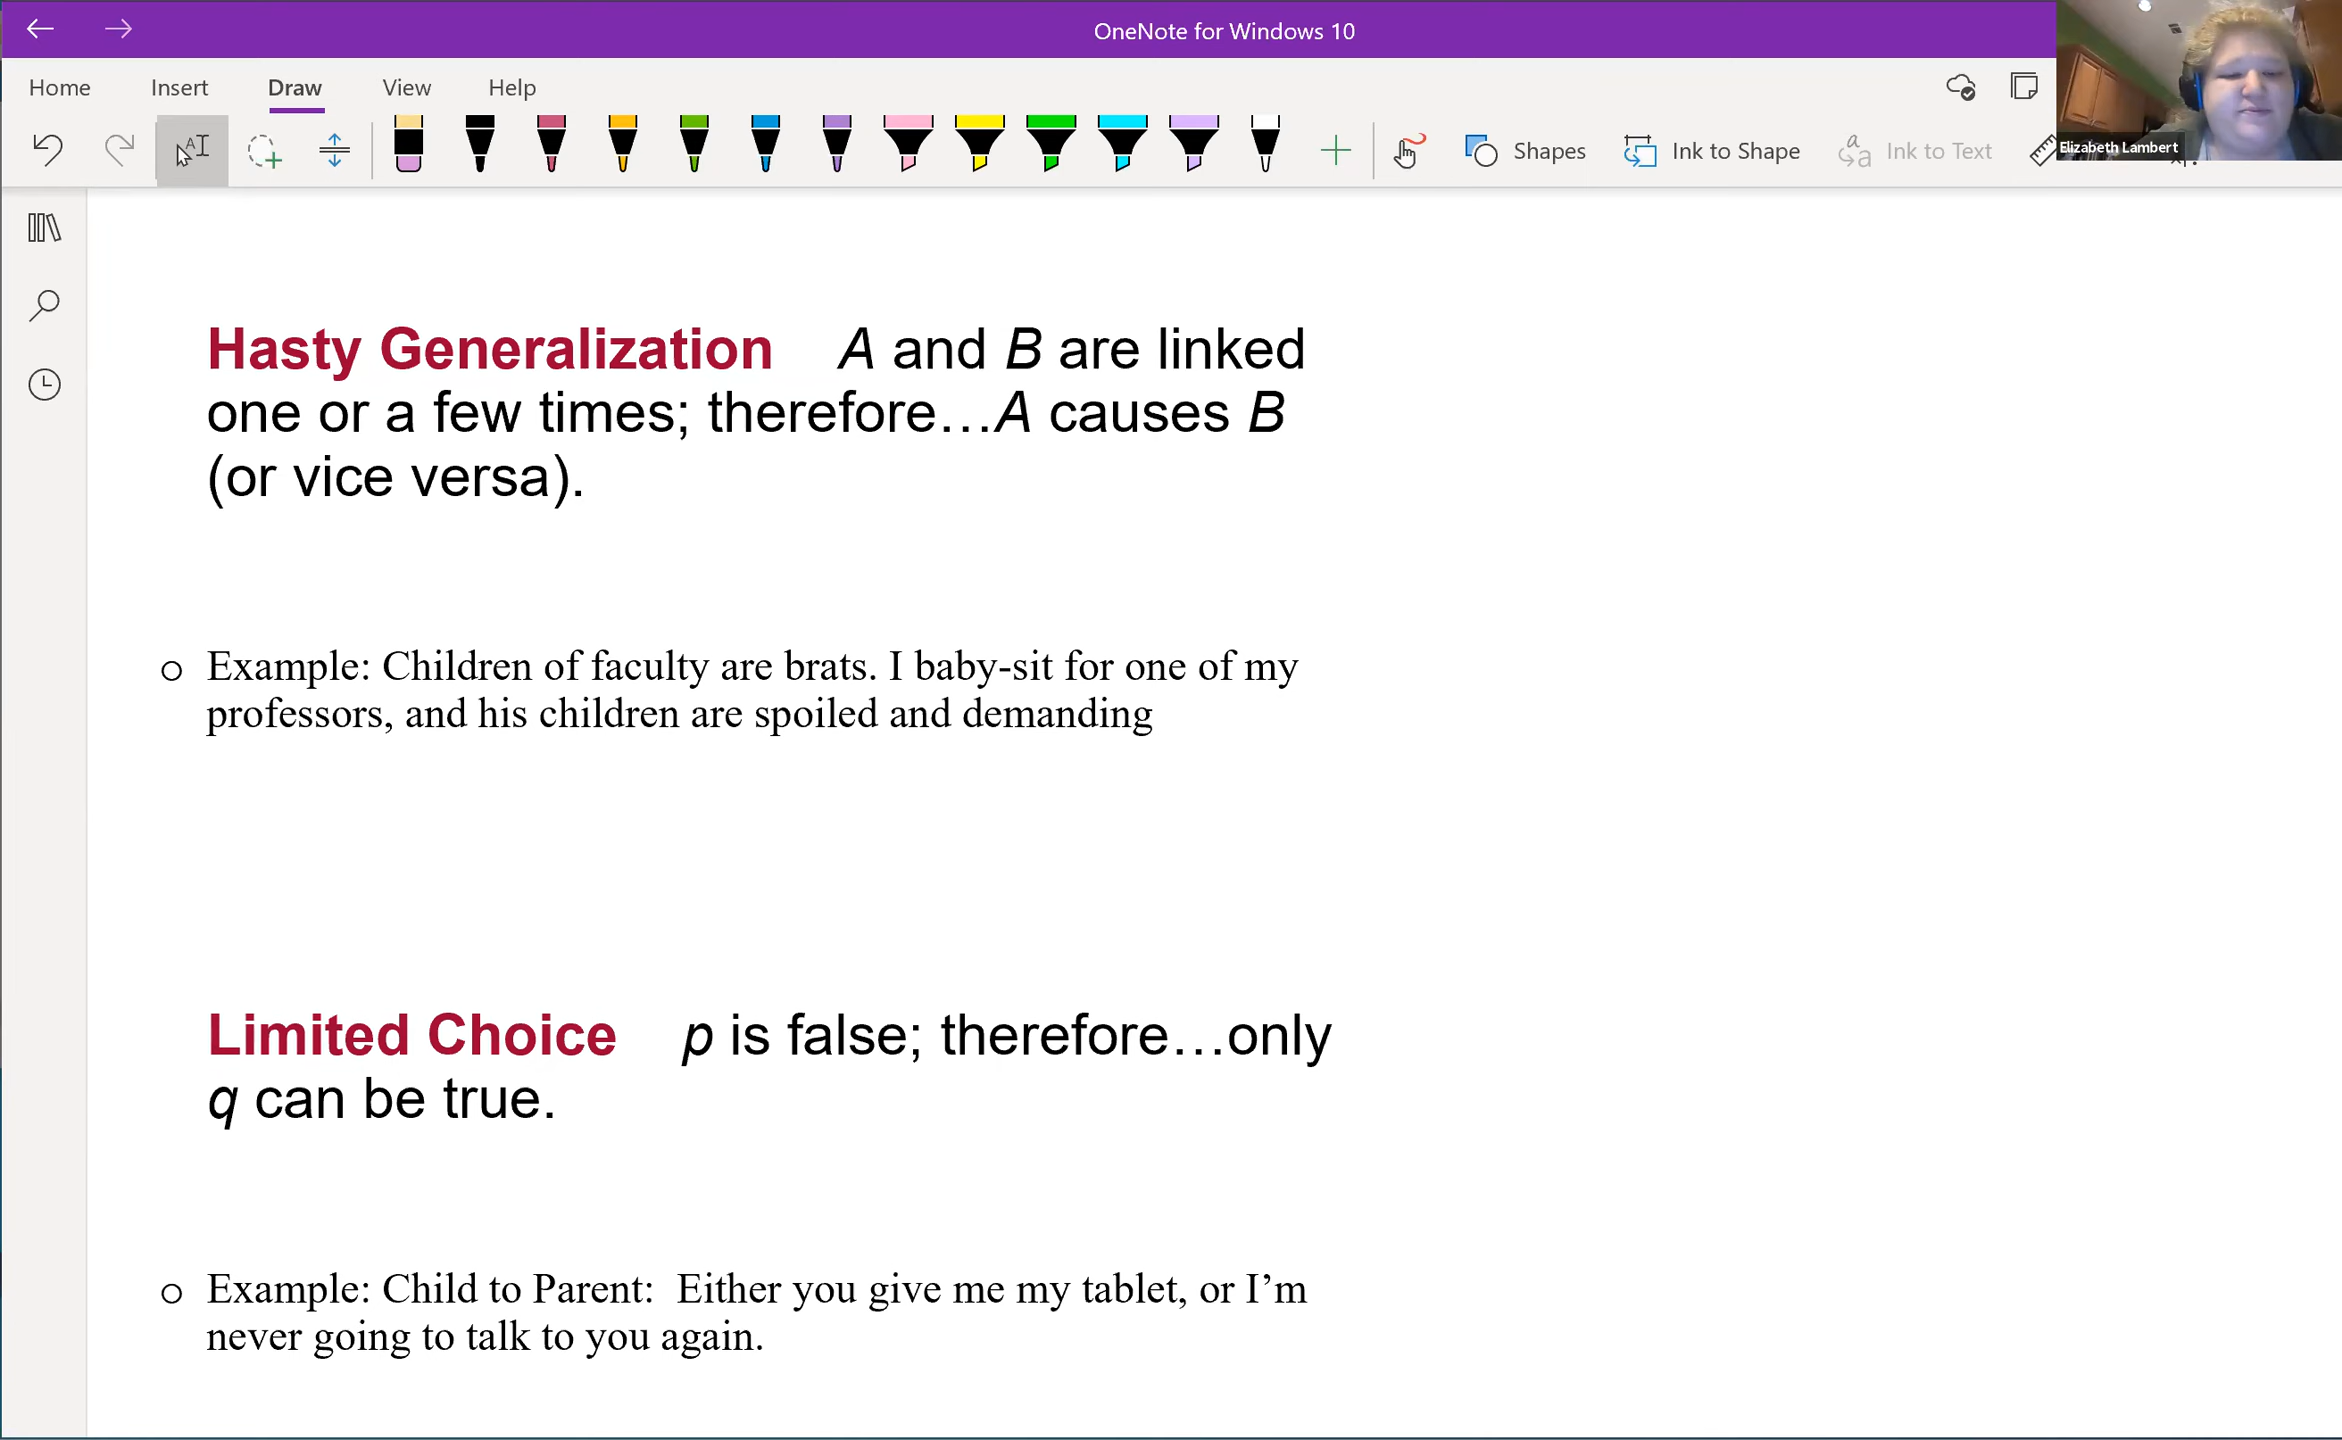 OneNote for Windows 10
Home Insert Draw View Help
Shapes Ink to Shape Ink to Text
Elizabeth Lambert
Hasty Generalization A and B are linked
one or a few times; therefore…A causes B
(or vice versa).
o Example: Children of faculty are brats. I baby-sit for one of my
professors, and his children are spoiled and demanding
Limited Choice p is false; therefore…only
q can be true.
o Example: Child to Parent: Either you give me my tablet, or I’m
never going to talk to you again.